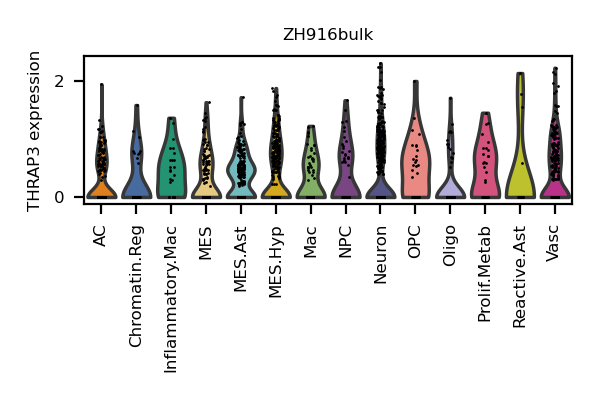 ZH916bulk
THRAP3 expression
2
0
AC
Chromatin.Reg
Inflammatory.Mac
MES
MES.Ast
MES.Hyp
Mac
NPC
Neuron
OPC
Oligo
Prolif.Metab
Reactive.Ast
Vasc